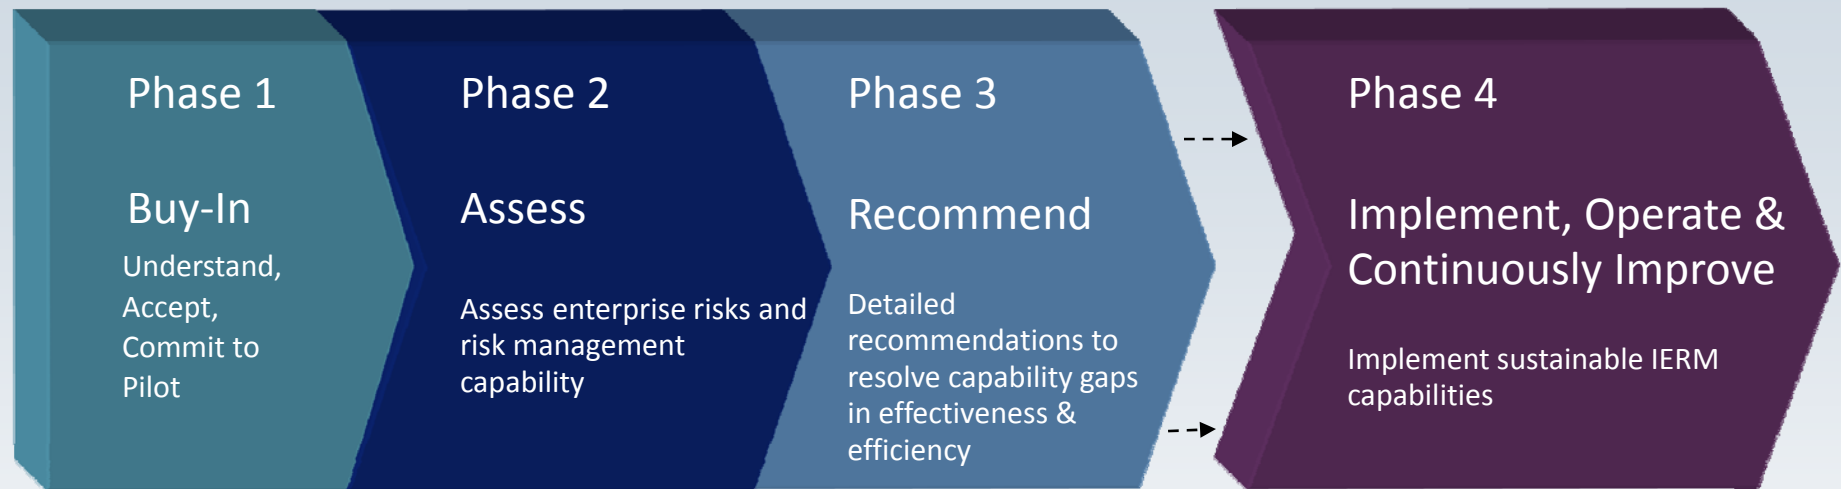 Phase 1
Buy-In
Understand,
Accept,
Commit to
Pilot
Phase 2
Assess
Assess enterprise risks and
risk management
capability
Phase 3
Recommend
Detailed
recommendations to
resolve capability gaps
in effectiveness &
efficiency
Phase 4
Implement, Operate &
Continuously Improve
Implement sustainable IERM
capabilities